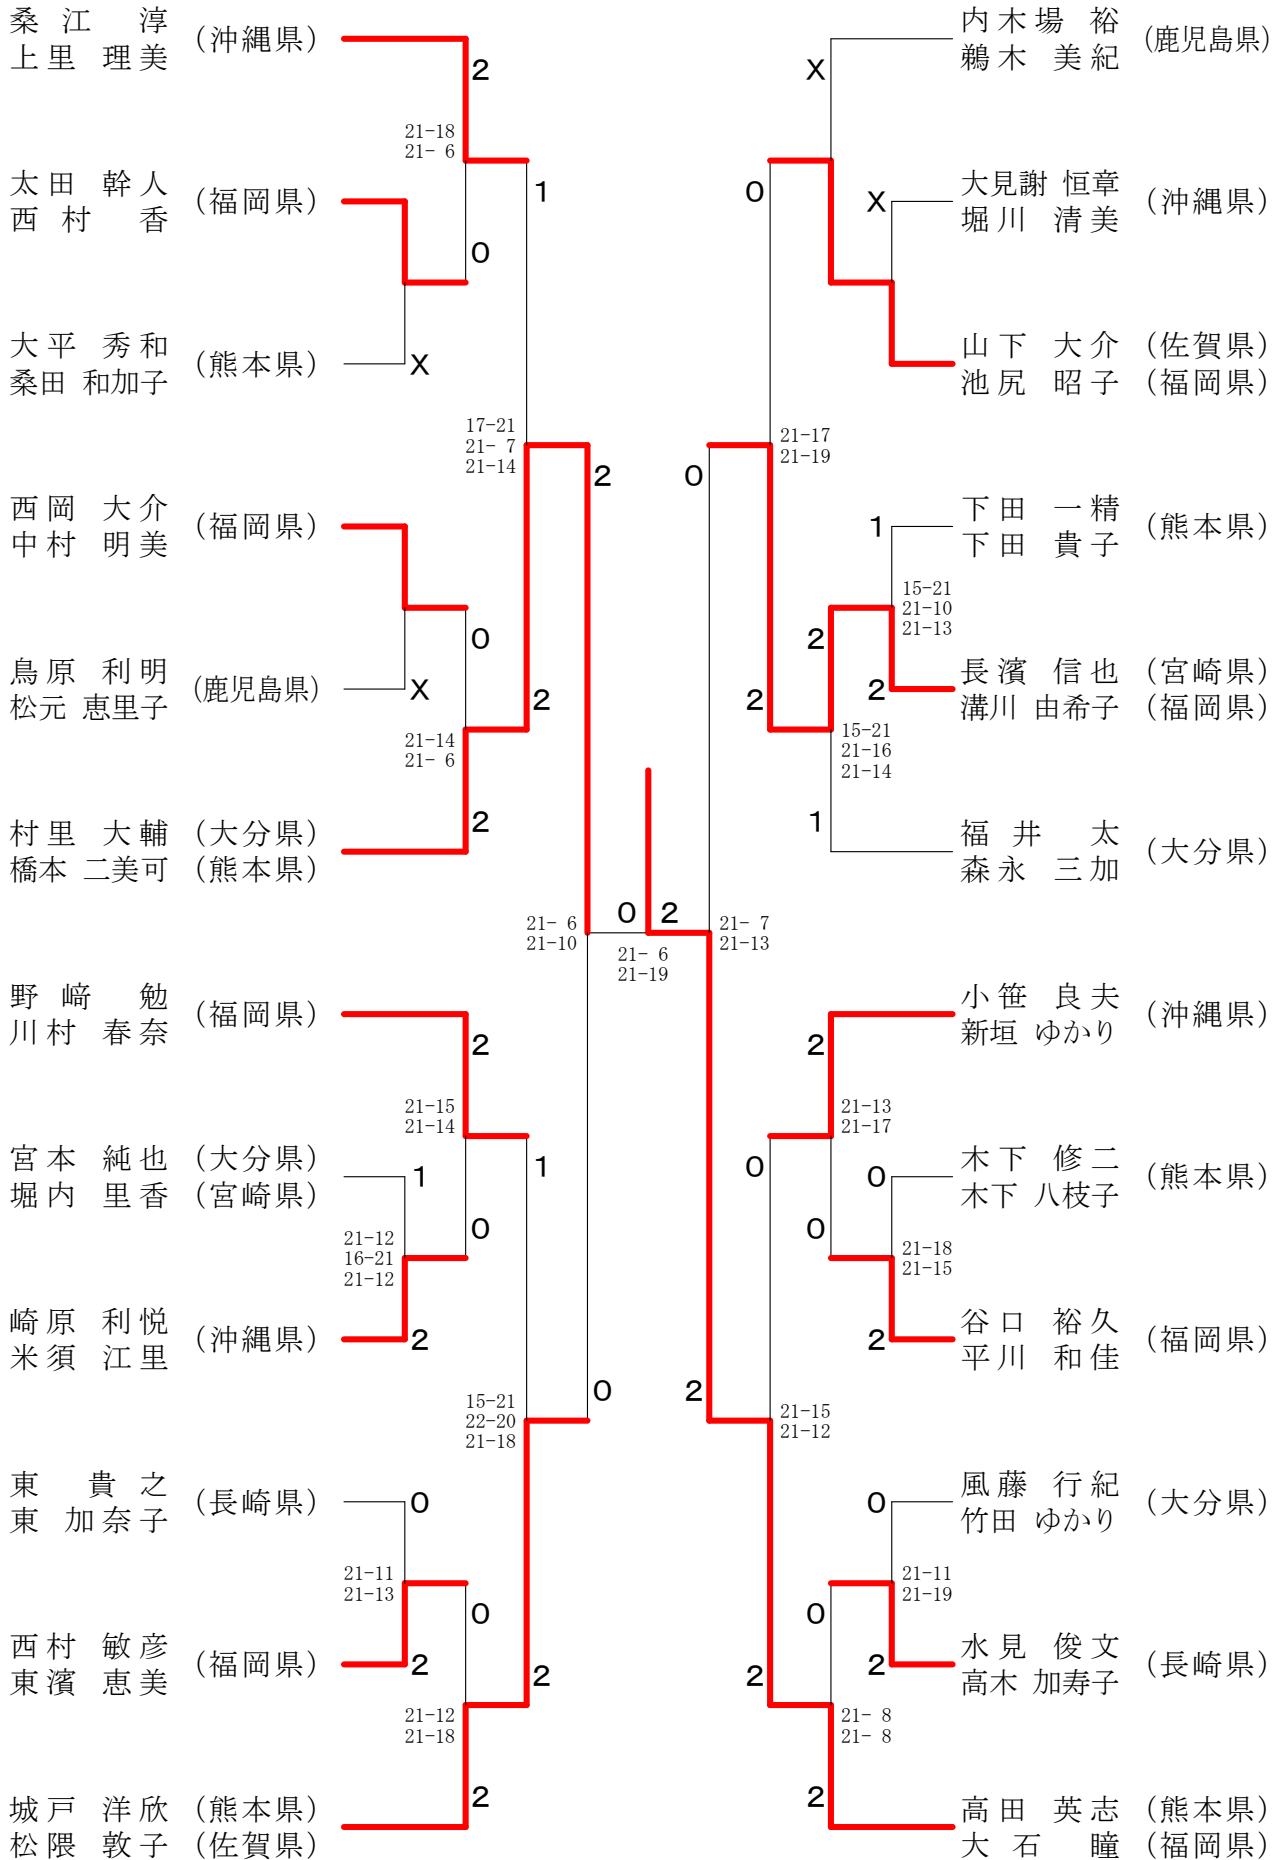 桑江 淳
上里 理美
(沖縄県)
2
21-18
21- 6
1
太田 幹人
西村 香
(福岡県)
0
大平 秀和
桑田 和加子
(熊本県)
X
17-21
21- 7
21-14
2
西岡 大介
中村 明美
(福岡県)
0
鳥原 利明
松元 恵里子
(鹿児島県)
X
2
21-14
21- 6
村里 大輔 (大分県)
橋本 二美可 (熊本県)
2
21- 6
21-10
0 2
21- 6
21-19
野﨑 勉
川村 春奈
(福岡県)
2
21-15
21-14
1
宮本 純也 (大分県)
堀内 里香 (宮崎県)
1
0
21-12
16-21
21-12
崎原 利悦
米須 江里
(沖縄県)
2
15-21
22-20
21-18
0
東 貴之
東 加奈子
(長崎県)
0
21-11
21-13
0
西村 敏彦
東濱 恵美
(福岡県)
2
2
21-12
21-18
城戸 洋欣 (熊本県)
松隈 敦子 (佐賀県)
2
内木場 裕
鵜木 美紀
(鹿児島県)
X
0
大見謝 恒章
堀川 清美
(沖縄県)
X
山下 大介 (佐賀県)
池尻 昭子 (福岡県)
21-17
21-19
0
下田 一精
下田 貴子
(熊本県)
1
15-21
21-10
21-13
2
長濱 信也 (宮崎県)
溝川 由希子 (福岡県)
2
2
15-21
21-16
21-14
1
福井 太
森永 三加
(大分県)
21- 7
21-13
小笹 良夫
新垣 ゆかり
(沖縄県)
2
21-13
21-17
0
木下 修二
木下 八枝子
(熊本県)
0
0
21-18
21-15
谷口 裕久
平川 和佳
(福岡県)
2
2
21-15
21-12
風藤 行紀
竹田 ゆかり
(大分県)
0
21-11
21-19
0
水見 俊文
高木 加寿子
(長崎県)
2
2
21- 8
21- 8
高田 英志 (熊本県)
大石 瞳 (福岡県)
2